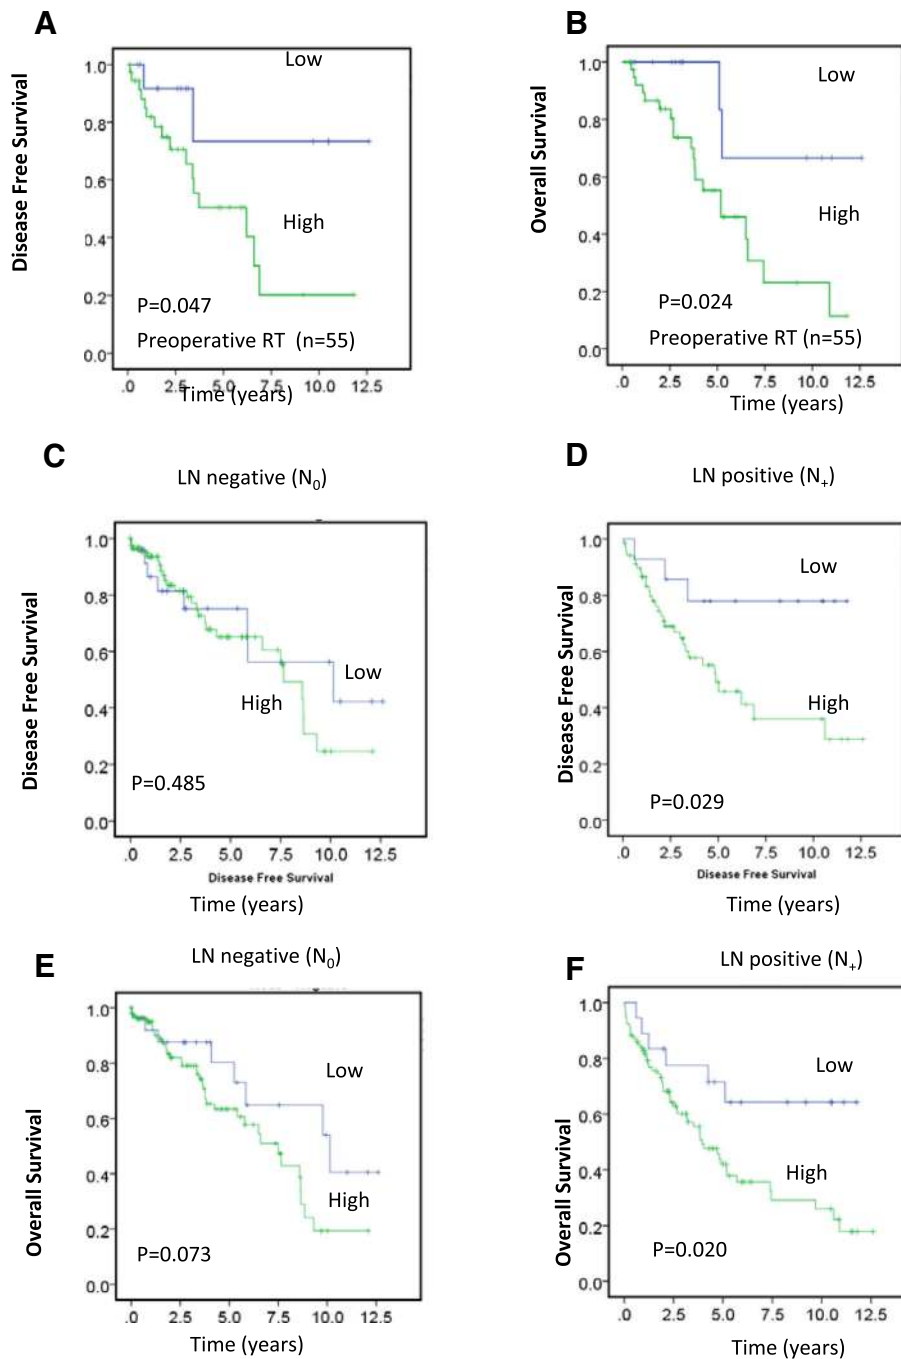 A
Disease Free Survival
1.0
0.8
0.6
0.4
0.2
0.0
Low
High
P=0.047
Preoperative RT (n=55)
.0 2.5 5.0 7.5 10.0 12.5
Time (years)
B
Overall Survival
1.0
0.8
0.6
0.4
0.2
0.0
Low
High
P=0.024
Preoperative RT (n=55)
.0 2.5 5.0 7.5 10.0 12.5
Time (years)
C
LN negative (N₀)
Disease Free Survival
1.0
0.8
0.6
0.4
0.2
0.0
Low
High
P=0.485
.0 2.5 5.0 7.5 10.0 12.5
Disease Free Survival
Time (years)
D
LN positive (N₊)
Disease Free Survival
1.0
0.8
0.6
0.4
0.2
0.0
Low
High
P=0.029
.0 2.5 5.0 7.5 10.0 12.5
Disease Free Survival
Time (years)
E
LN negative (N₀)
Overall Survival
1.0
0.8
0.6
0.4
0.2
0.0
Low
High
P=0.073
.0 2.5 5.0 7.5 10.0 12.5
Time (years)
F
LN positive (N₊)
Overall Survival
1.0
0.8
0.6
0.4
0.2
0.0
Low
High
P=0.020
.0 2.5 5.0 7.5 10.0 12.5
Time (years)